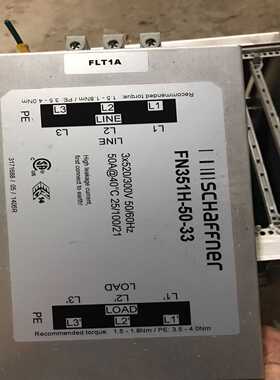 FLT1A
Recommended torque: 1.5 - 1.8Nm / PE: 3.5 - 4.0Nm
PE L3 L2 L1
LINE
L3 L2 L1
LINE
SCHAFFNER
FN351H-50-33
3x520/300V 50/60Hz
50A@40°C 25/100/21
High leakage current,
first connect to earth!
LOAD
L3' L2' L1'
LOAD
PE L3' L2' L1'
Recommended torque: 1.5 - 1.8Nm / PE: 3.5 - 4.0Nm